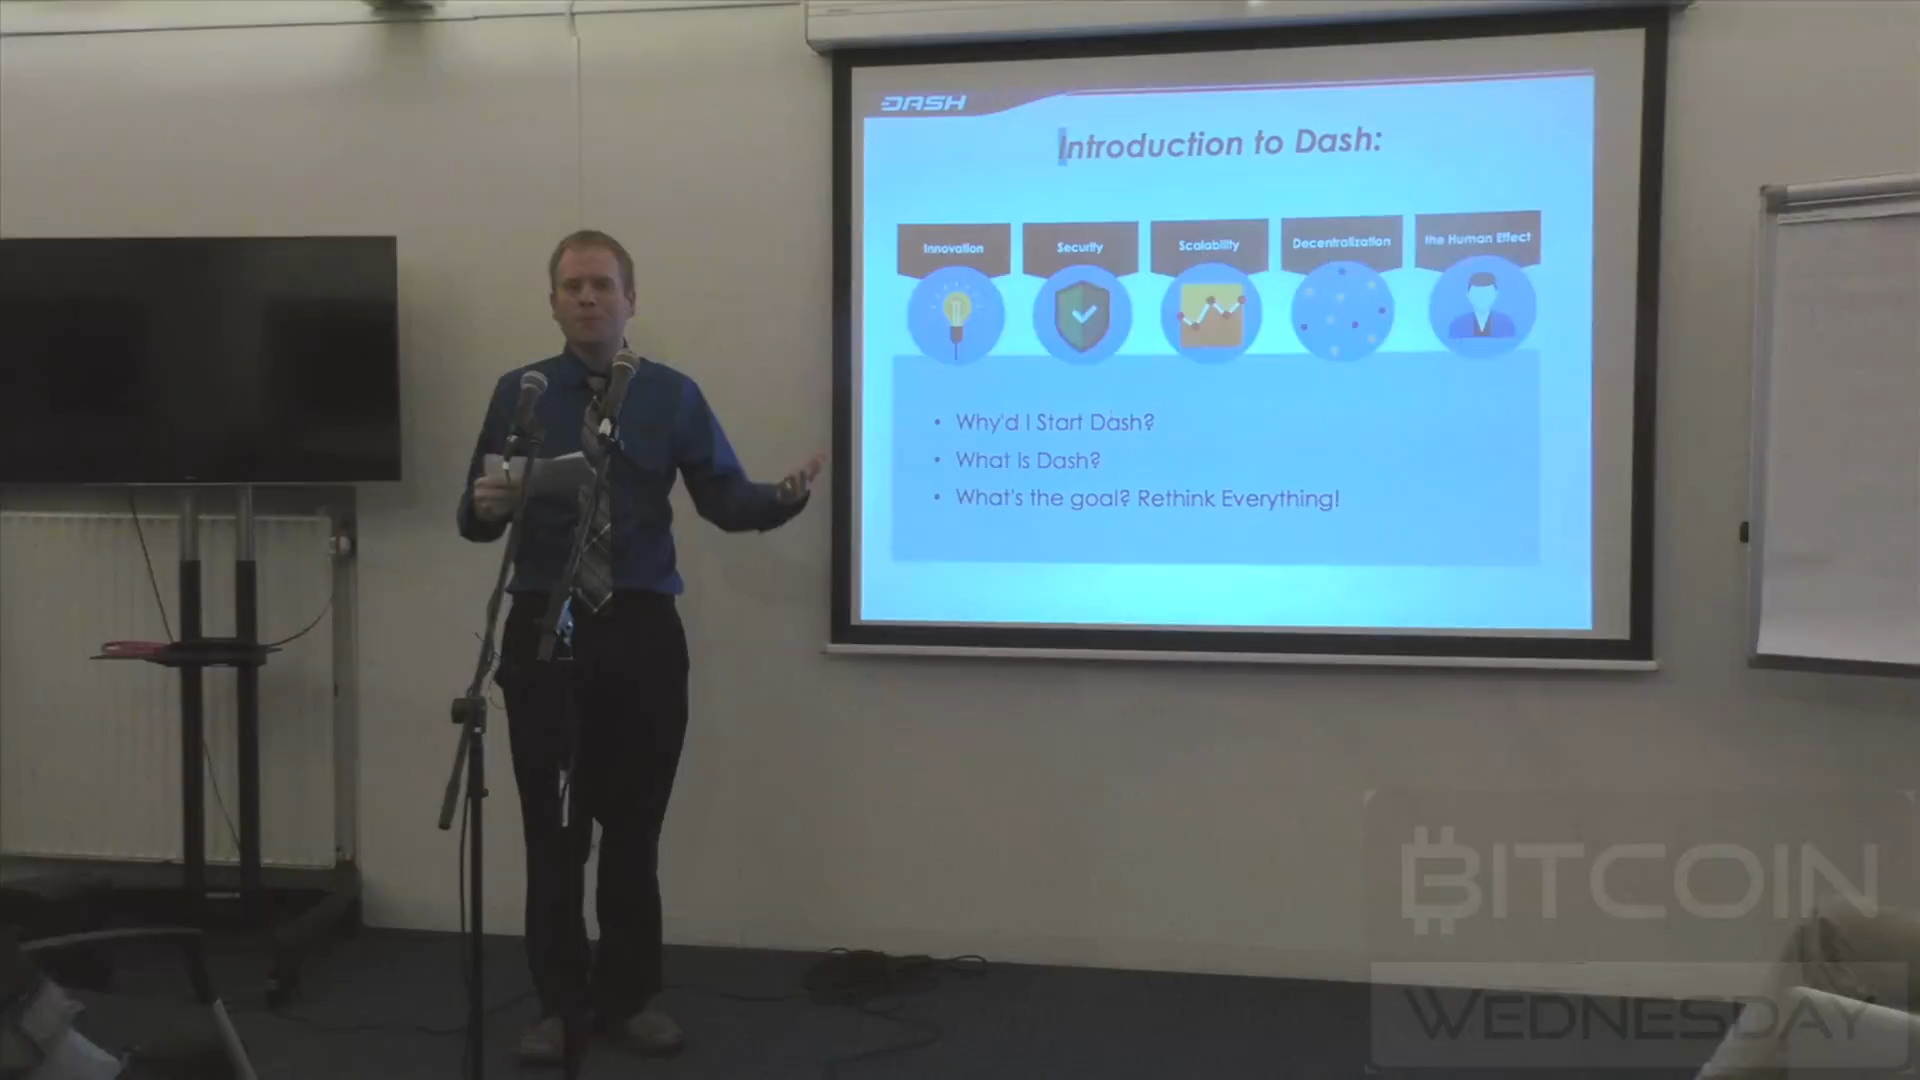 DASH
Introduction to Dash:
Innovation
Security
Scalability
Decentralization
the Human Effect
• Why'd I Start Dash?
• What Is Dash?
• What's the goal? Rethink Everything!
BITCOIN
WEDNESDAY